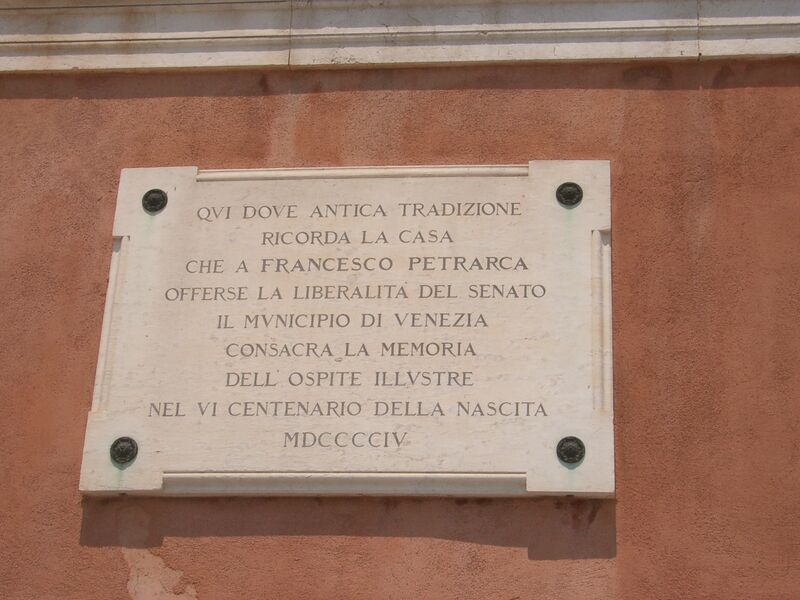 QVI DOVE ANTICA TRADIZIONE
RICORDA LA CASA
CHE A FRANCESCO PETRARCA
OFFERSE LA LIBERALITÀ DEL SENATO
IL MVNICIPIO DI VENEZIA
CONSACRA LA MEMORIA
DELL' OSPITE ILLVSTRE
NEL VI CENTENARIO DELLA NASCITA
MDCCCCIV